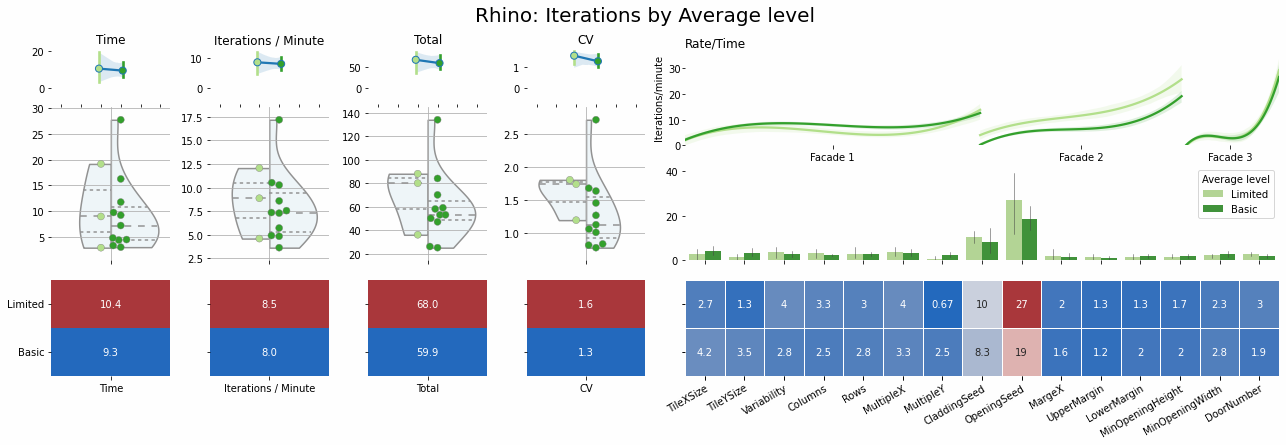 Rhino: Iterations by Average level
Time
Iterations / Minute
Total
CV
Rate/Time
20
0
10
0
50
0
1
0
Iterations/minute
30
20
10
0
Facade 1
Facade 2
Facade 3
30
25
20
15
10
5
17.5
15.0
12.5
10.0
7.5
5.0
2.5
140
120
100
80
60
40
20
2.5
2.0
1.5
1.0
40
20
0
Average level
Limited
Basic
Limited
10.4
8.5
68.0
1.6
2.7 1.3 4 3.3 3 4 0.67 10 27 2 1.3 1.3 1.7 2.3 3
Basic
9.3
8.0
59.9
1.3
4.2 3.5 2.8 2.5 2.8 3.3 2.5 8.3 19 1.6 1.2 2 2 2.8 1.9
Time
Iterations / Minute
Total
CV
TileXSize
TileYSize
Variability
Columns
Rows
MultipleX
MultipleY
CladdingSeed
OpeningSeed
MargeX
UpperMargin
LowerMargin
MinOpeningHeight
MinOpeningWidth
DoorNumber